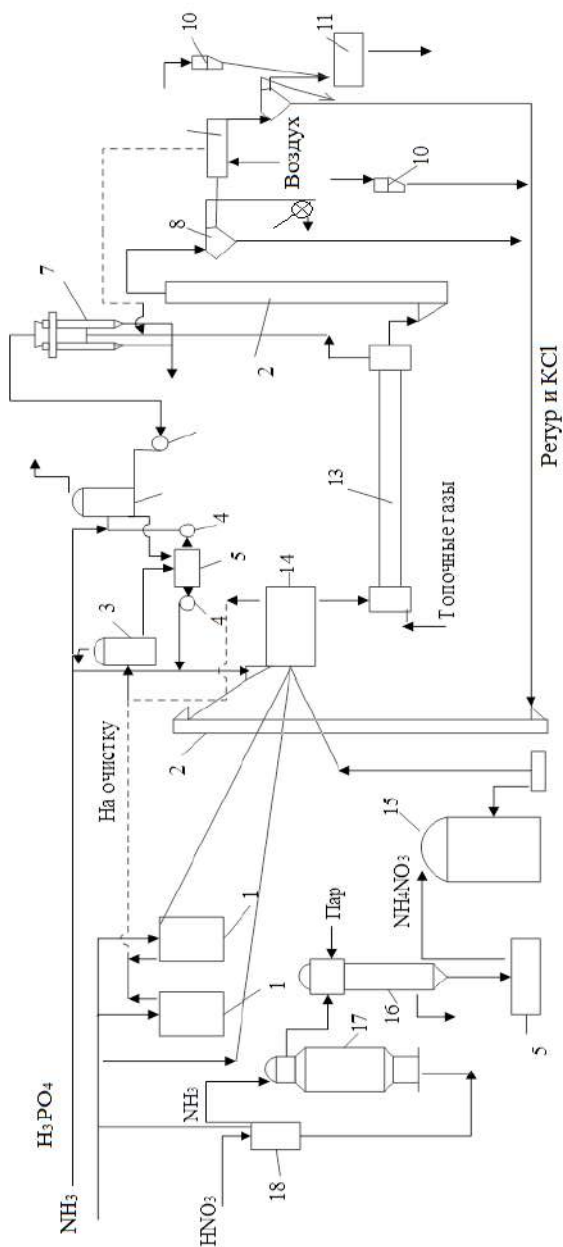 H₃PO₄
NH₃
HNO₃
18
NH₃
17
16
Пар
5
NH₄NO₃
15
1
1
На очистку
2
3
4
5
4
14
Топочные газы
13
2
7
8
Воздух
10
10
11
Ретур и KCl